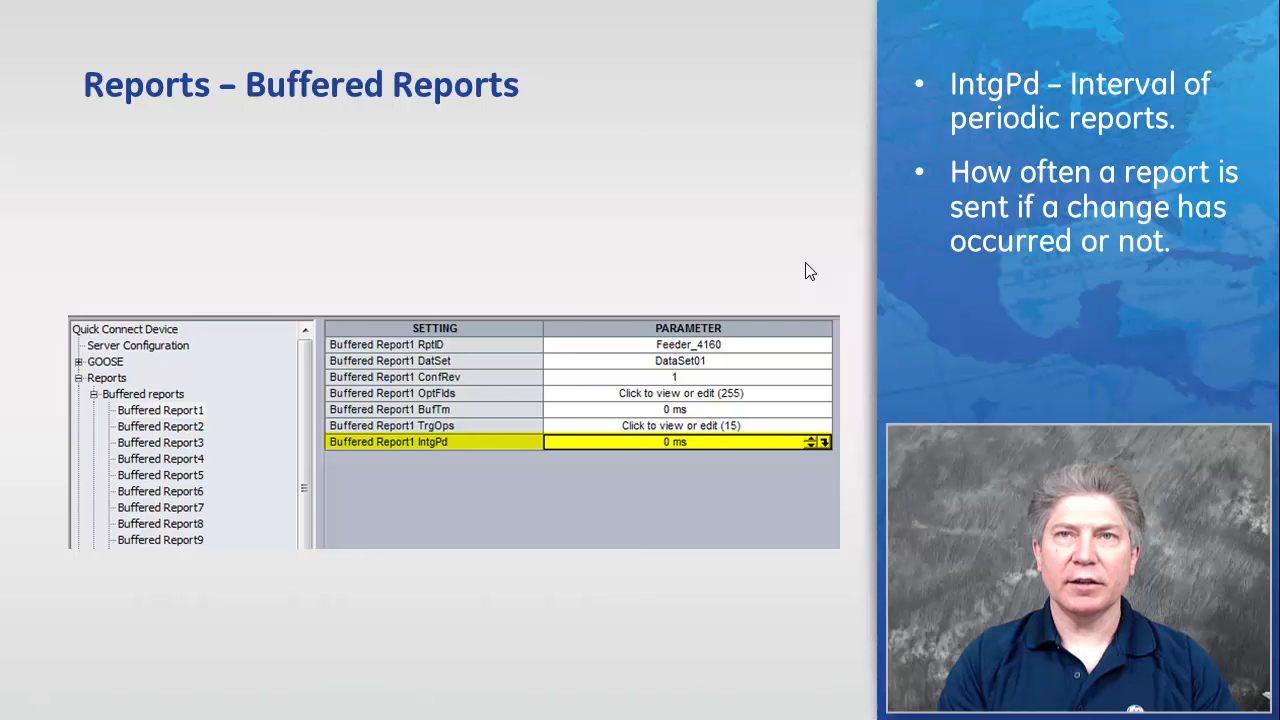 Reports – Buffered Reports
• IntgPd – Interval of
periodic reports.
• How often a report is
sent if a change has
occurred or not.
Quick Connect Device
Server Configuration
GOOSE
Reports
Buffered reports
Buffered Report1
Buffered Report2
Buffered Report3
Buffered Report4
Buffered Report5
Buffered Report6
Buffered Report7
Buffered Report8
Buffered Report9
SETTING PARAMETER
Buffered Report1 RptID Feeder_4160
Buffered Report1 DatSet DataSet01
Buffered Report1 ConfRev 1
Buffered Report1 OptFlds Click to view or edit (255)
Buffered Report1 BufTm 0 ms
Buffered Report1 TrgOps Click to view or edit (15)
Buffered Report1 IntgPd 0 ms